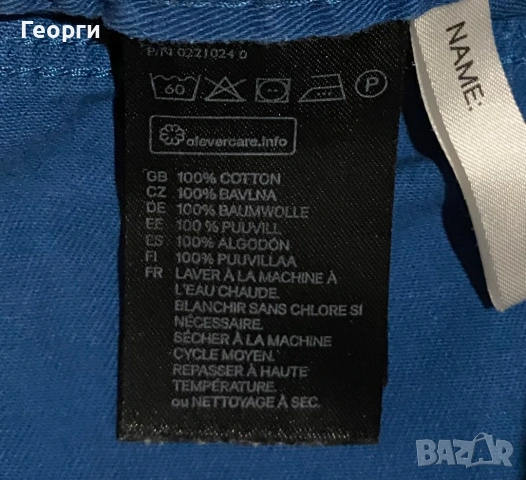 Георги
P/N 0221024 0
60
P
clevercare.info
GB 100% COTTON
CZ 100% BAVLNA
DE 100% BAUMWOLLE
EE 100% PUUVILL
ES 100% ALGODÓN
FI 100% PUUVILLAA
FR LAVER À LA MACHINE À
L'EAU CHAUDE.
BLANCHIR SANS CHLORE SI
NÉCESSAIRE.
SÉCHER À LA MACHINE
CYCLE MOYEN.
REPASSER À HAUTE
TEMPÉRATURE.
ou NETTOYAGE À SEC.
NAME:
BAZAR